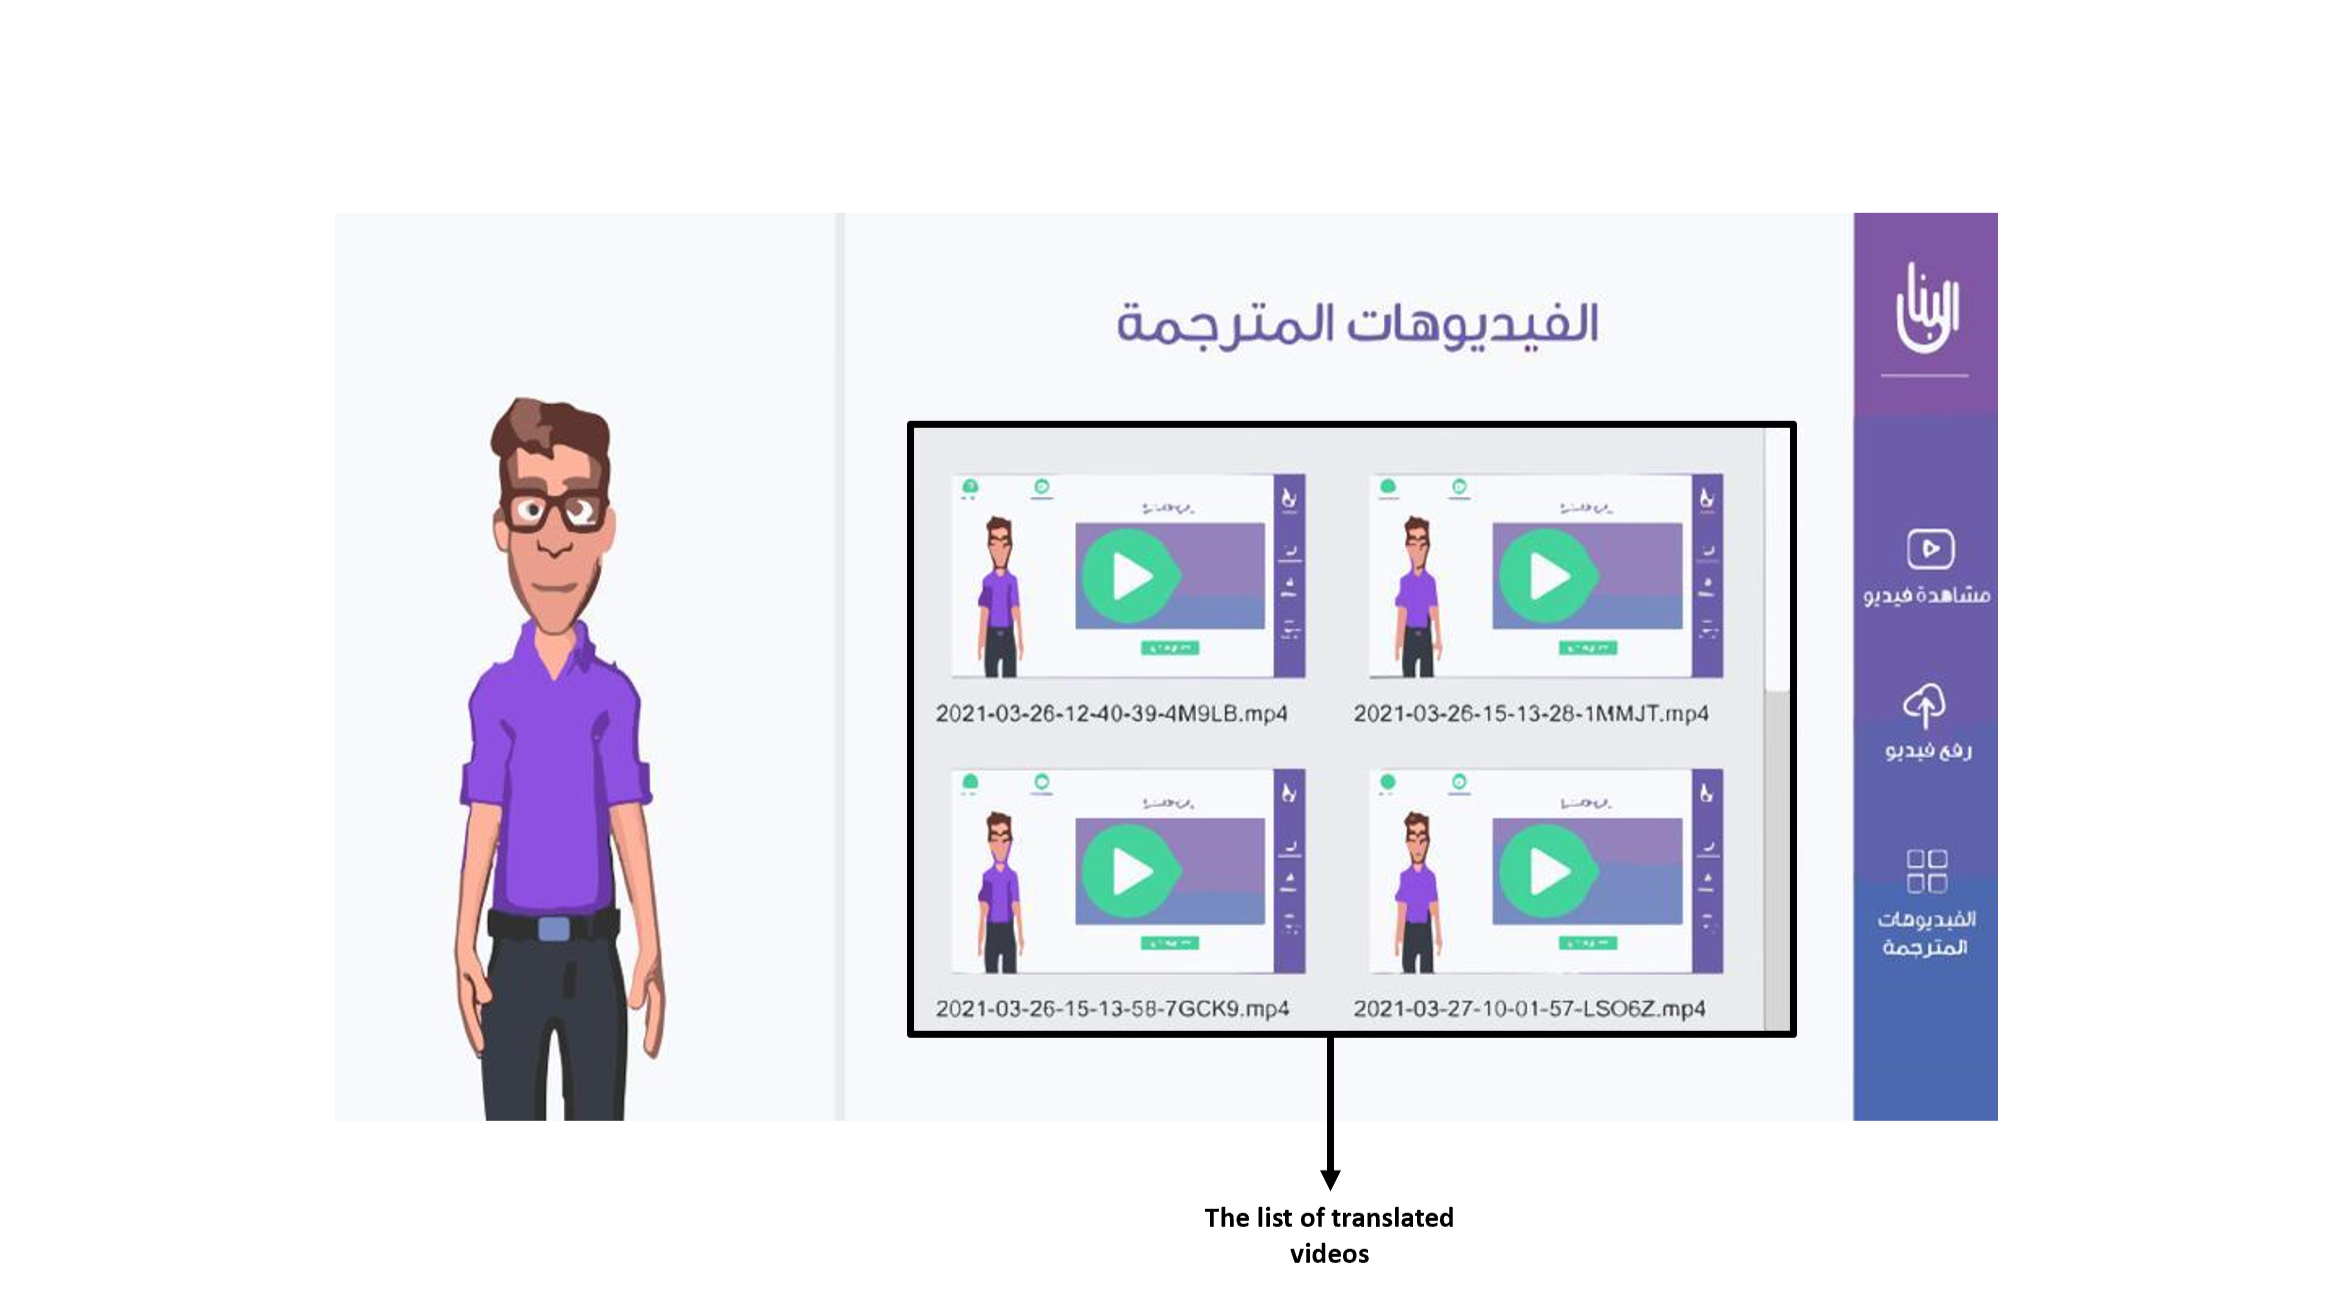 الفيديوهات المترجمة
2021-03-26-12-40-39-4M9LB.mp4
2021-03-26-15-13-28-1MMJT.mp4
2021-03-26-15-13-58-7GCK9.mp4
2021-03-27-10-01-57-LSO6Z.mp4
مشاهدة فيديو
رفع فيديو
الفيديوهات
المترجمة
The list of translated
videos